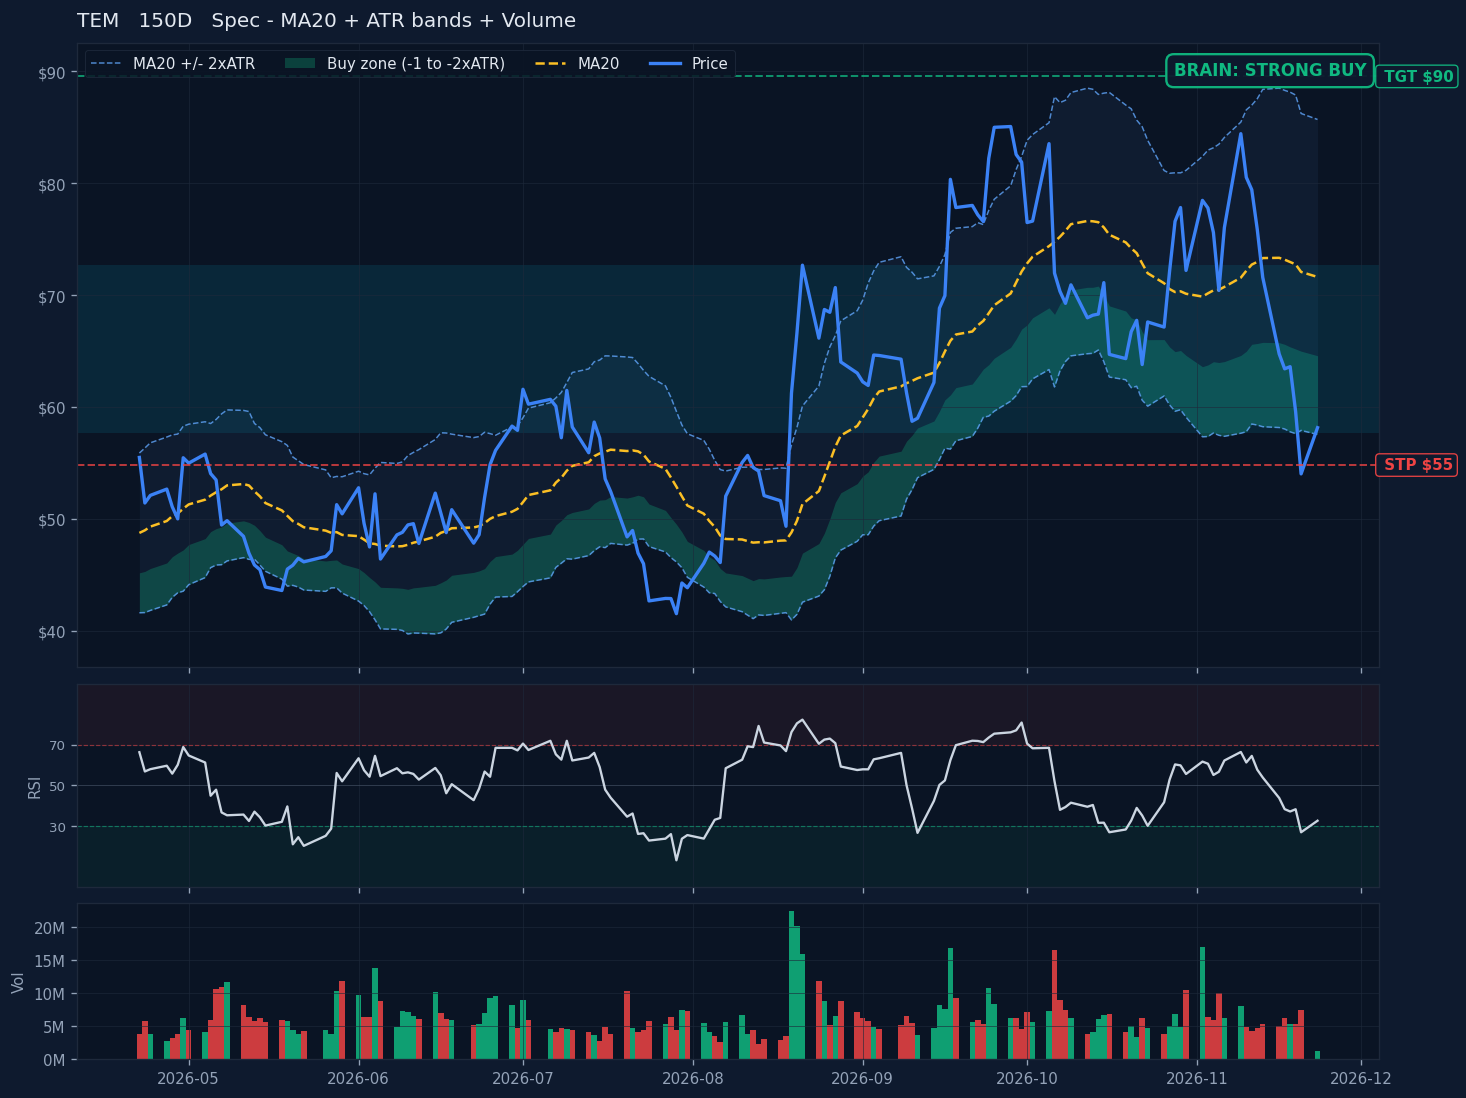 TEM   150D   Spec - MA20 + ATR bands + Volume
MA20 +/- 2xATR
Buy zone (-1 to -2xATR)
MA20
Price
BRAIN: STRONG BUY
TGT $90
STP $55
$90
$80
$70
$60
$50
$40
RSI
70
50
30
Vol
20M
15M
10M
5M
0M
2026-05
2026-06
2026-07
2026-08
2026-09
2026-10
2026-11
2026-12